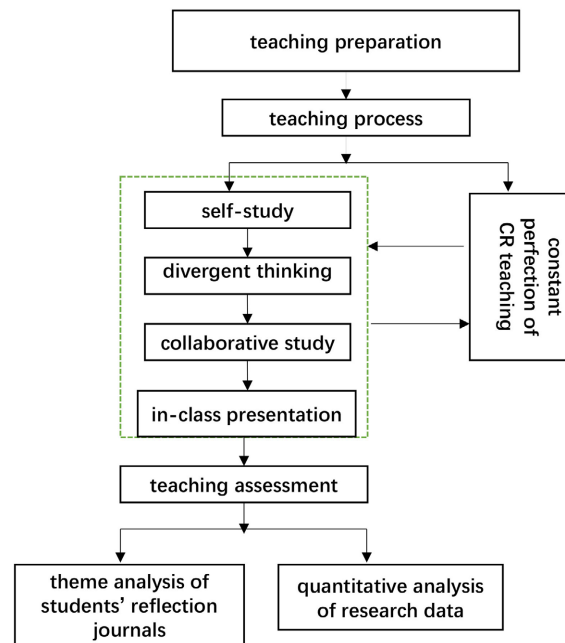 teaching preparation
teaching process
self-study
divergent thinking
collaborative study
in-class presentation
constant
perfection of
CR teaching
teaching assessment
theme analysis of
students’ reflection
journals
quantitative analysis
of research data